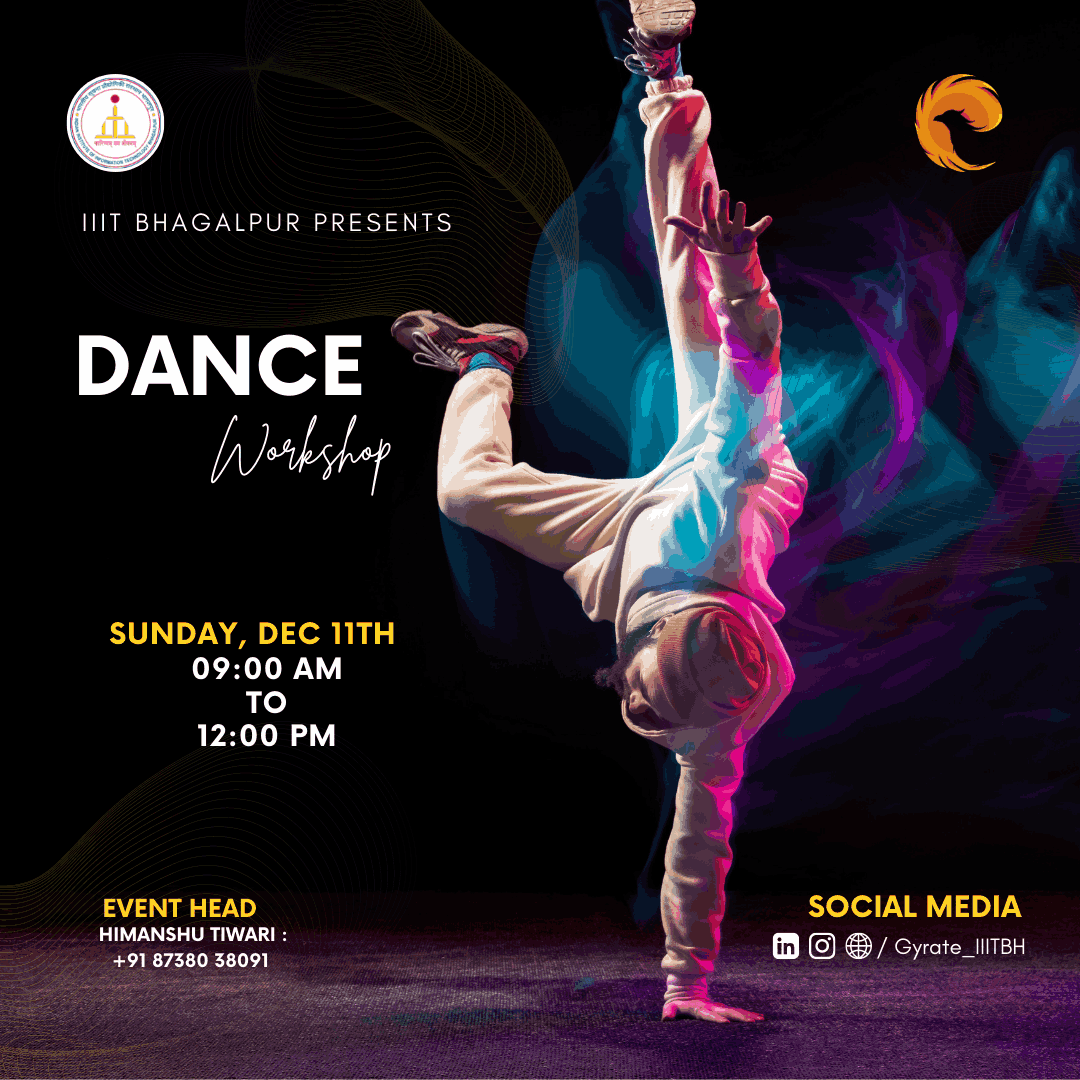 IIIT BHAGALPUR PRESENTS
DANCE
Workshop
SUNDAY, DEC 11TH
09:00 AM
TO
12:00 PM
EVENT HEAD
HIMANSHU TIWARI :
+91 87380 38091
SOCIAL MEDIA
in / Gyrate_IIITBH